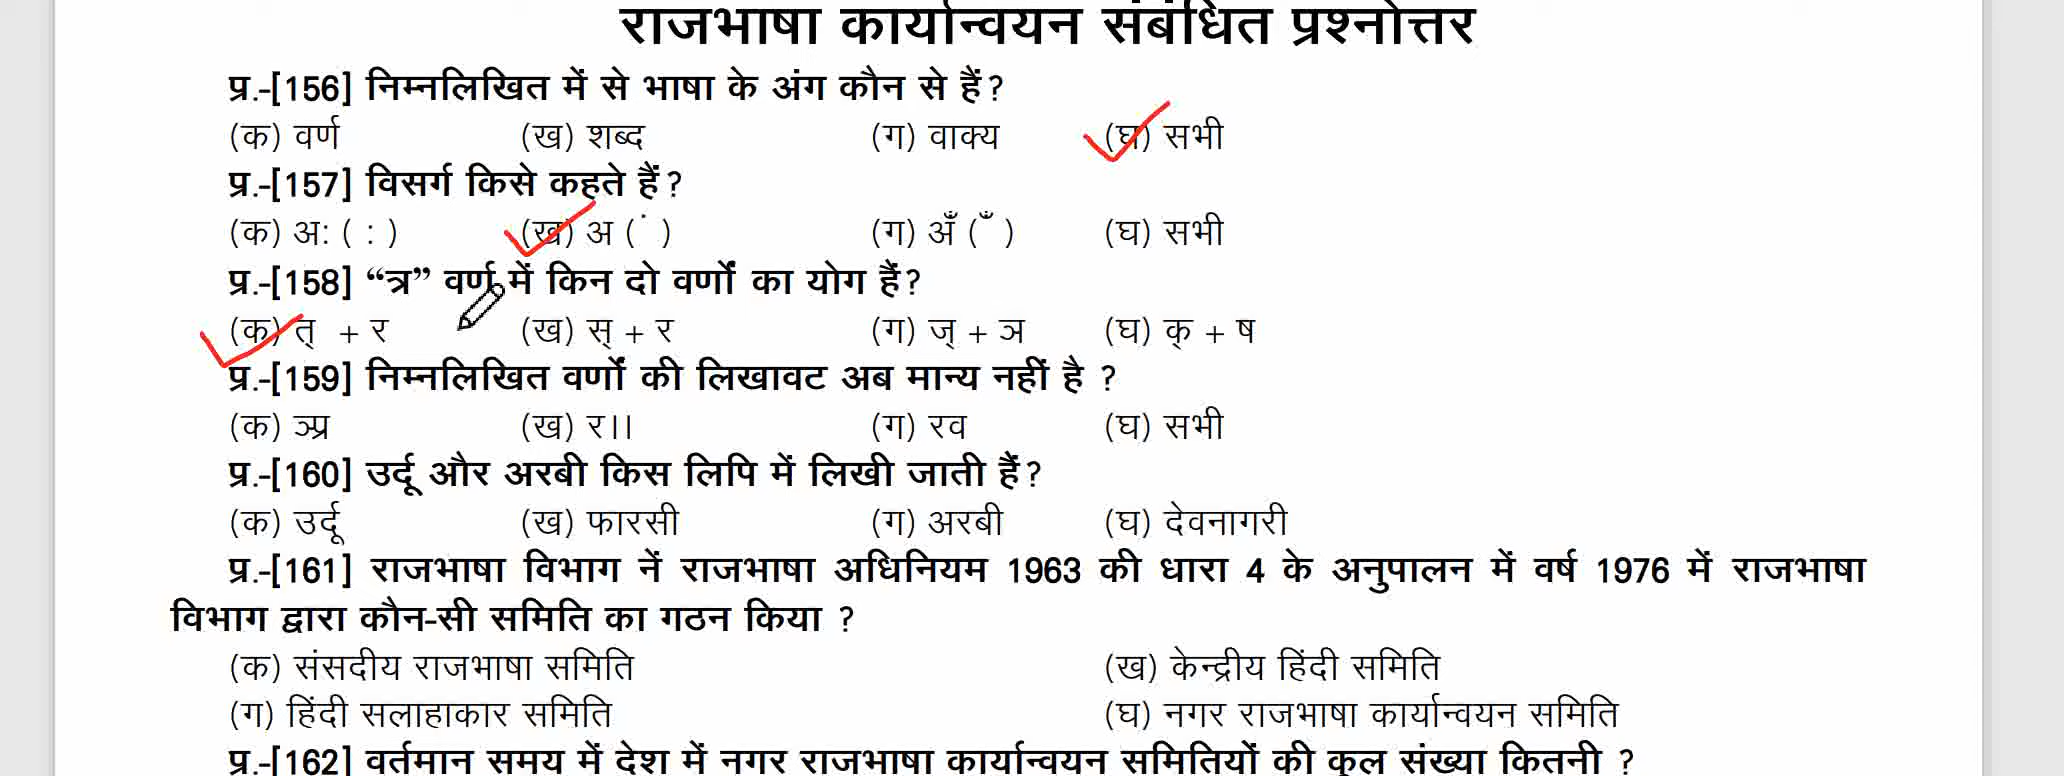 राजभाषा कार्यान्वयन संबंधित प्रश्नोत्तर
प्र.-[156] निम्नलिखित में से भाषा के अंग कौन से हैं?
(क) वर्ण (ख) शब्द (ग) वाक्य (घ) सभी
प्र.-[157] विसर्ग किसे कहते हैं?
(क) अः ( : ) (ख) अ ( ं ) (ग) अँ ( ँ ) (घ) सभी
प्र.-[158] “त्र” वर्ण में किन दो वर्णों का योग हैं?
(क) त् + र (ख) स् + र (ग) ज् + ञ (घ) क् + ष
प्र.-[159] निम्नलिखित वर्णों की लिखावट अब मान्य नहीं है ?
(क) (ख) र।। (ग) रव (घ) सभी
प्र.-[160] उर्दू और अरबी किस लिपि में लिखी जाती हैं?
(क) उर्दू (ख) फारसी (ग) अरबी (घ) देवनागरी
प्र.-[161] राजभाषा विभाग नें राजभाषा अधिनियम 1963 की धारा 4 के अनुपालन में वर्ष 1976 में राजभाषा
विभाग द्वारा कौन-सी समिति का गठन किया ?
(क) संसदीय राजभाषा समिति (ख) केन्द्रीय हिंदी समिति
(ग) हिंदी सलाहाकार समिति (घ) नगर राजभाषा कार्यान्वयन समिति
प्र.-[162] वर्तमान समय में देश में नगर राजभाषा कार्यान्वयन समितियों की कुल संख्या कितनी ?